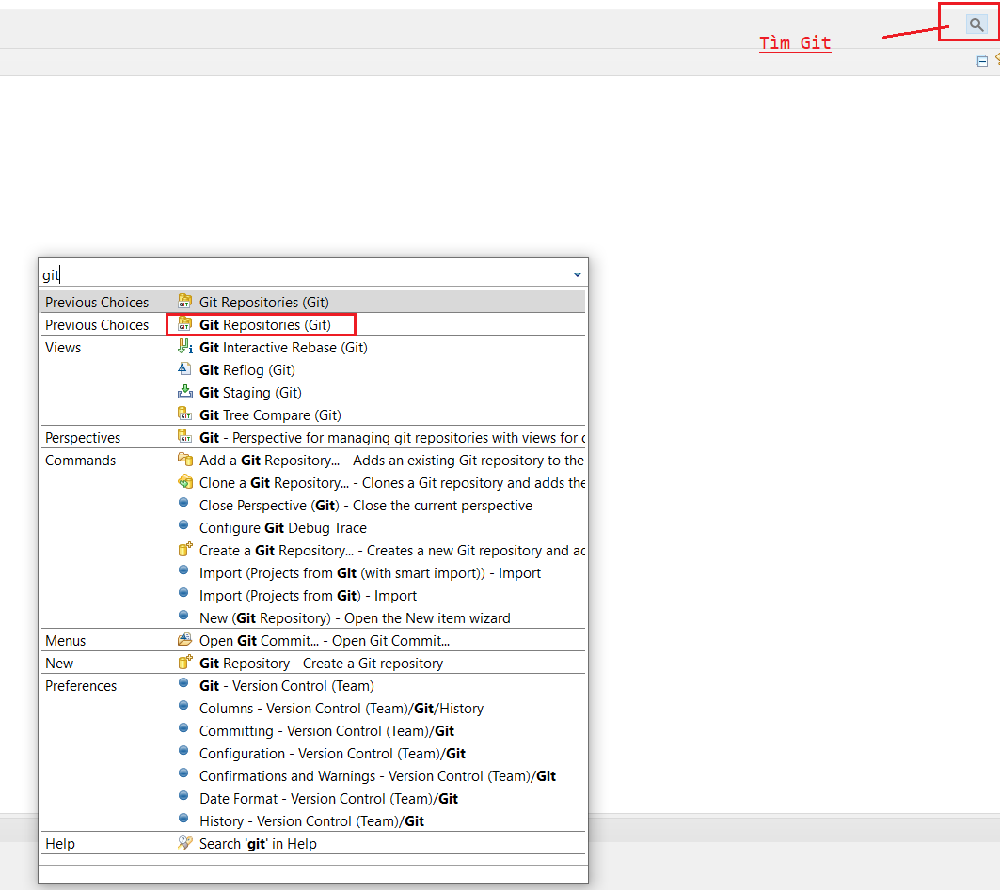 Tìm Git
git
Previous Choices Git Repositories (Git)
Previous Choices Git Repositories (Git)
Views Git Interactive Rebase (Git)
Git Reflog (Git)
Git Staging (Git)
Git Tree Compare (Git)
Perspectives Git - Perspective for managing git repositories with views for
Commands Add a Git Repository... - Adds an existing Git repository to the
Clone a Git Repository... - Clones a Git repository and adds the
Close Perspective (Git) - Close the current perspective
Configure Git Debug Trace
Create a Git Repository... - Creates a new Git repository and
Import (Projects from Git (with smart import)) - Import
Import (Projects from Git) - Import
New (Git Repository) - Open the New item wizard
Menus Open Git Commit... - Open Git Commit...
New Git Repository - Create a Git repository
Preferences Git - Version Control (Team)
Columns - Version Control (Team)/Git/History
Committing - Version Control (Team)/Git
Configuration - Version Control (Team)/Git
Confirmations and Warnings - Version Control (Team)/Git
Date Format - Version Control (Team)/Git
History - Version Control (Team)/Git
Help Search 'git' in Help